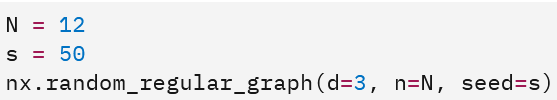 N = 12
s = 50
nx.random_regular_graph(d=3, n=N, seed=s)